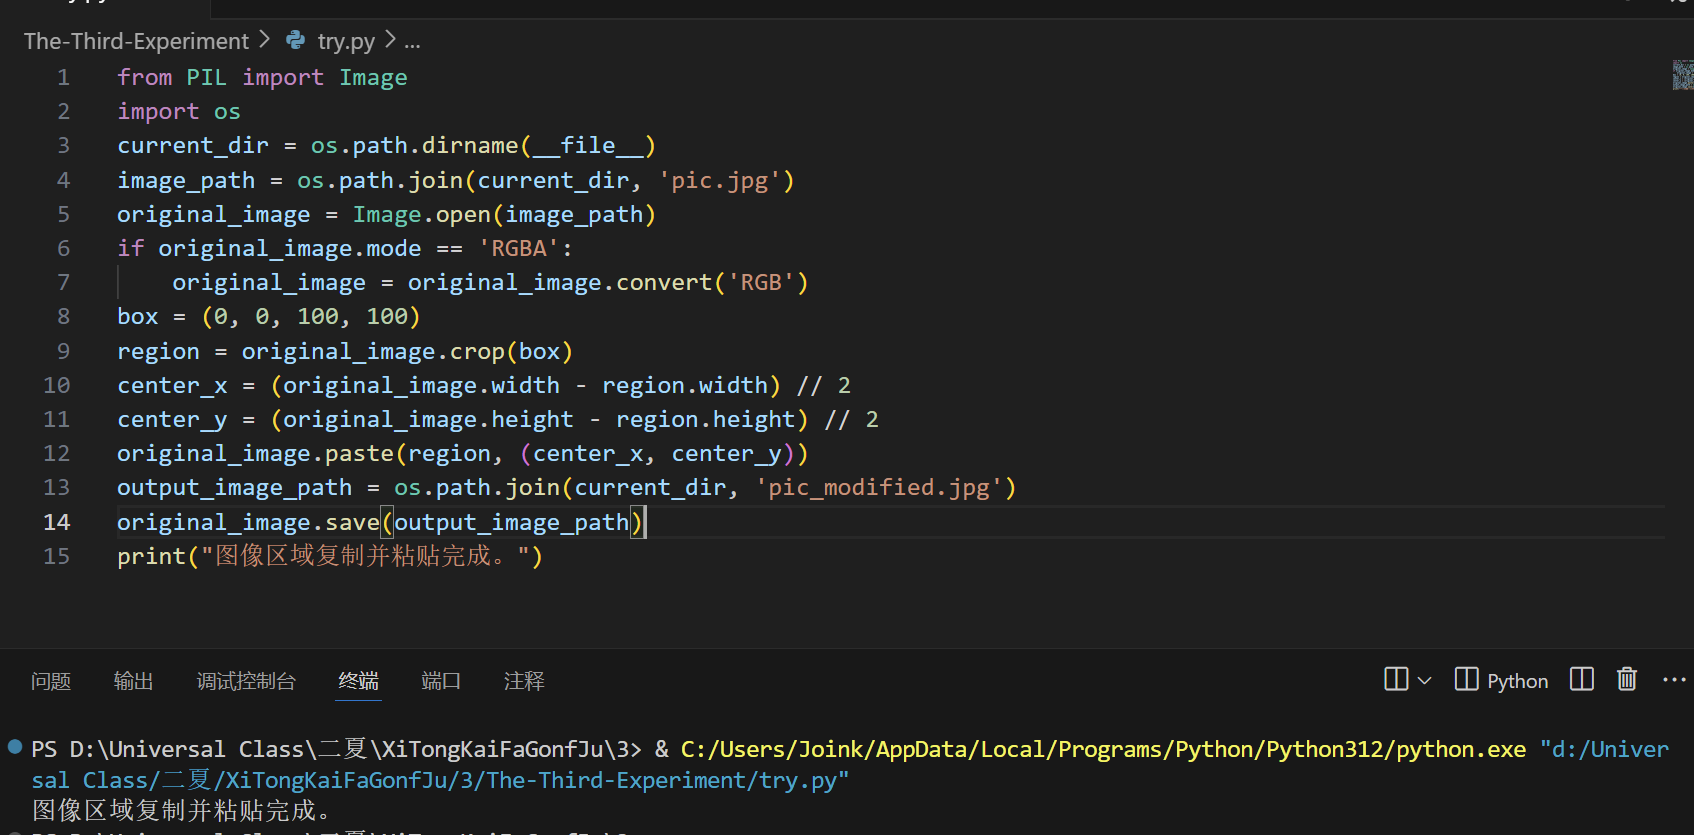 The-Third-Experiment > try.py > ...
1 from PIL import Image
2 import os
3 current_dir = os.path.dirname(__file__)
4 image_path = os.path.join(current_dir, 'pic.jpg')
5 original_image = Image.open(image_path)
6 if original_image.mode == 'RGBA':
7     original_image = original_image.convert('RGB')
8 box = (0, 0, 100, 100)
9 region = original_image.crop(box)
10 center_x = (original_image.width - region.width) // 2
11 center_y = (original_image.height - region.height) // 2
12 original_image.paste(region, (center_x, center_y))
13 output_image_path = os.path.join(current_dir, 'pic_modified.jpg')
14 original_image.save(output_image_path)
15 print("图像区域复制并粘贴完成。")
问题 输出 调试控制台 终端 端口 注释 Python ...
PS D:\Universal Class\二夏\XiTongKaiFaGonfJu\3> & C:/Users/Joink/AppData/Local/Programs/Python/Python312/python.exe "d:/Univer
sal Class/二夏/XiTongKaiFaGonfJu/3/The-Third-Experiment/try.py"
图像区域复制并粘贴完成。